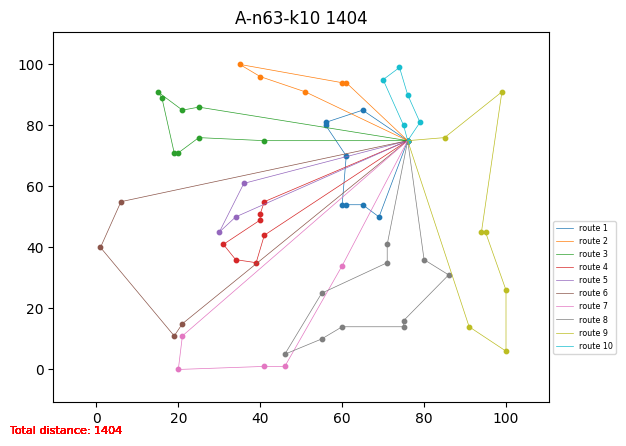 A-n63-k10 1404
100
80
60
40
20
0
0 20 40 60 80 100
route 1
route 2
route 3
route 4
route 5
route 6
route 7
route 8
route 9
route 10
Total distance: 1404